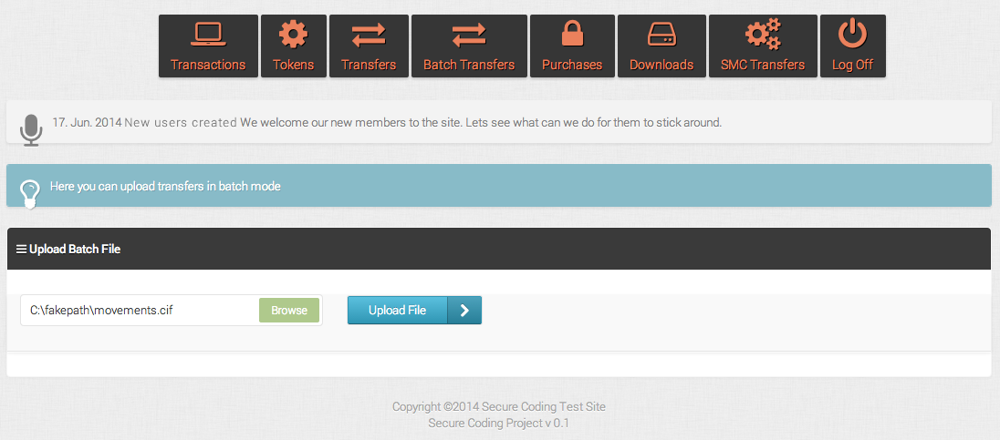 Transactions Tokens Transfers Batch Transfers Purchases Downloads SMC Transfers Log Off
17. Jun. 2014 New users created We welcome our new members to the site. Lets see what can we do for them to stick around.
Here you can upload transfers in batch mode
Upload Batch File
C:\fakepath\movements.cif Browse Upload File
Copyright ©2014 Secure Coding Test Site
Secure Coding Project v 0.1